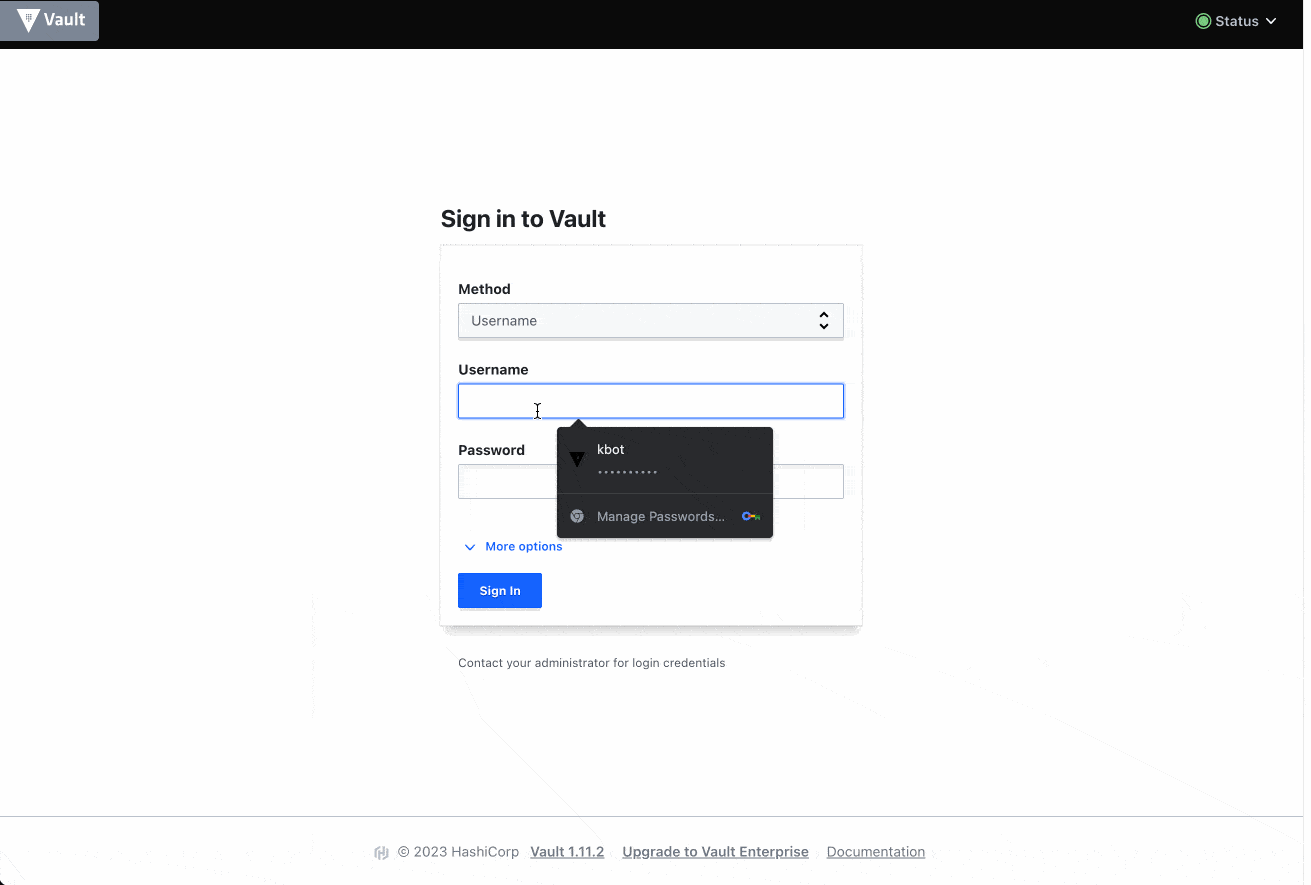 Vault
Status
Sign in to Vault
Method
Username
Username
Password
kbot
••••••••••
Manage Passwords...
More options
Sign In
Contact your administrator for login credentials
© 2023 HashiCorp Vault 1.11.2 Upgrade to Vault Enterprise Documentation